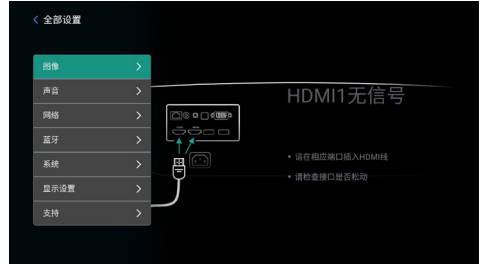 全部设置
图像
声音
网络
蓝牙
系统
显示设置
支持
HDMI1无信号
• 请在相应端口插入HDMI线
• 请检查接口是否松动